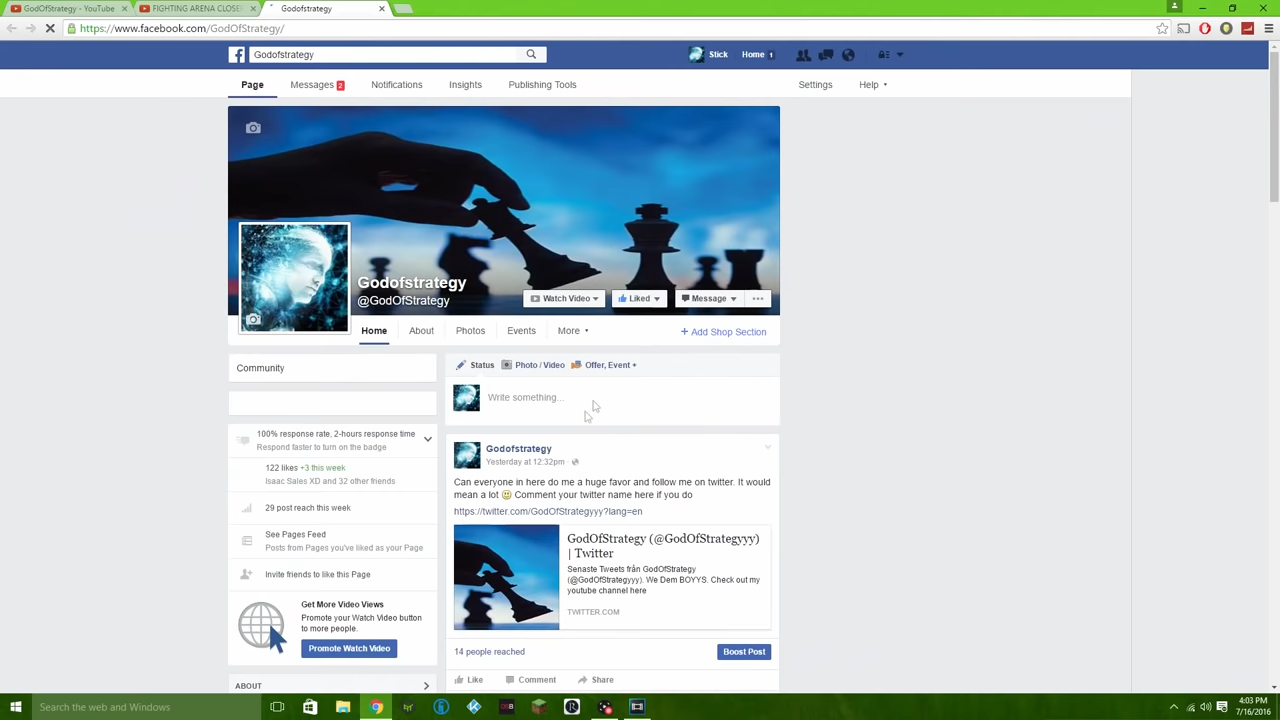 GodOfStrategy - YouTube
FIGHTING ARENA CLOSE
Godofstrategy
https://www.facebook.com/GodOfStrategy/
Godofstrategy
Stick
Home 1
Page
Messages 2
Notifications
Insights
Publishing Tools
Settings
Help
Godofstrategy
@GodOfStrategy
Watch Video
Liked
Message
Home
About
Photos
Events
More
+ Add Shop Section
Community
Status
Photo / Video
Offer, Event +
Write something...
100% response rate, 2-hours response time
Respond faster to turn on the badge
122 likes +3 this week
Isaac Sales XD and 32 other friends
29 post reach this week
See Pages Feed
Posts from Pages you've liked as your Page
Invite friends to like this Page
Get More Video Views
Promote your Watch Video button
to more people.
Promote Watch Video
ABOUT
Godofstrategy
Yesterday at 12:32pm
Can everyone in here do me a huge favor and follow me on twitter. It would
mean a lot 🙂 Comment your twitter name here if you do
https://twitter.com/GodOfStrategyyy?lang=en
GodOfStrategy (@GodOfStrategyyy)
| Twitter
Senaste Tweets från GodOfStrategy
(@GodOfStrategyyy). We Dem BOYYS. Check out my
youtube channel here
TWITTER.COM
14 people reached
Boost Post
Like
Comment
Share
Search the web and Windows
4:03 PM
7/16/2016